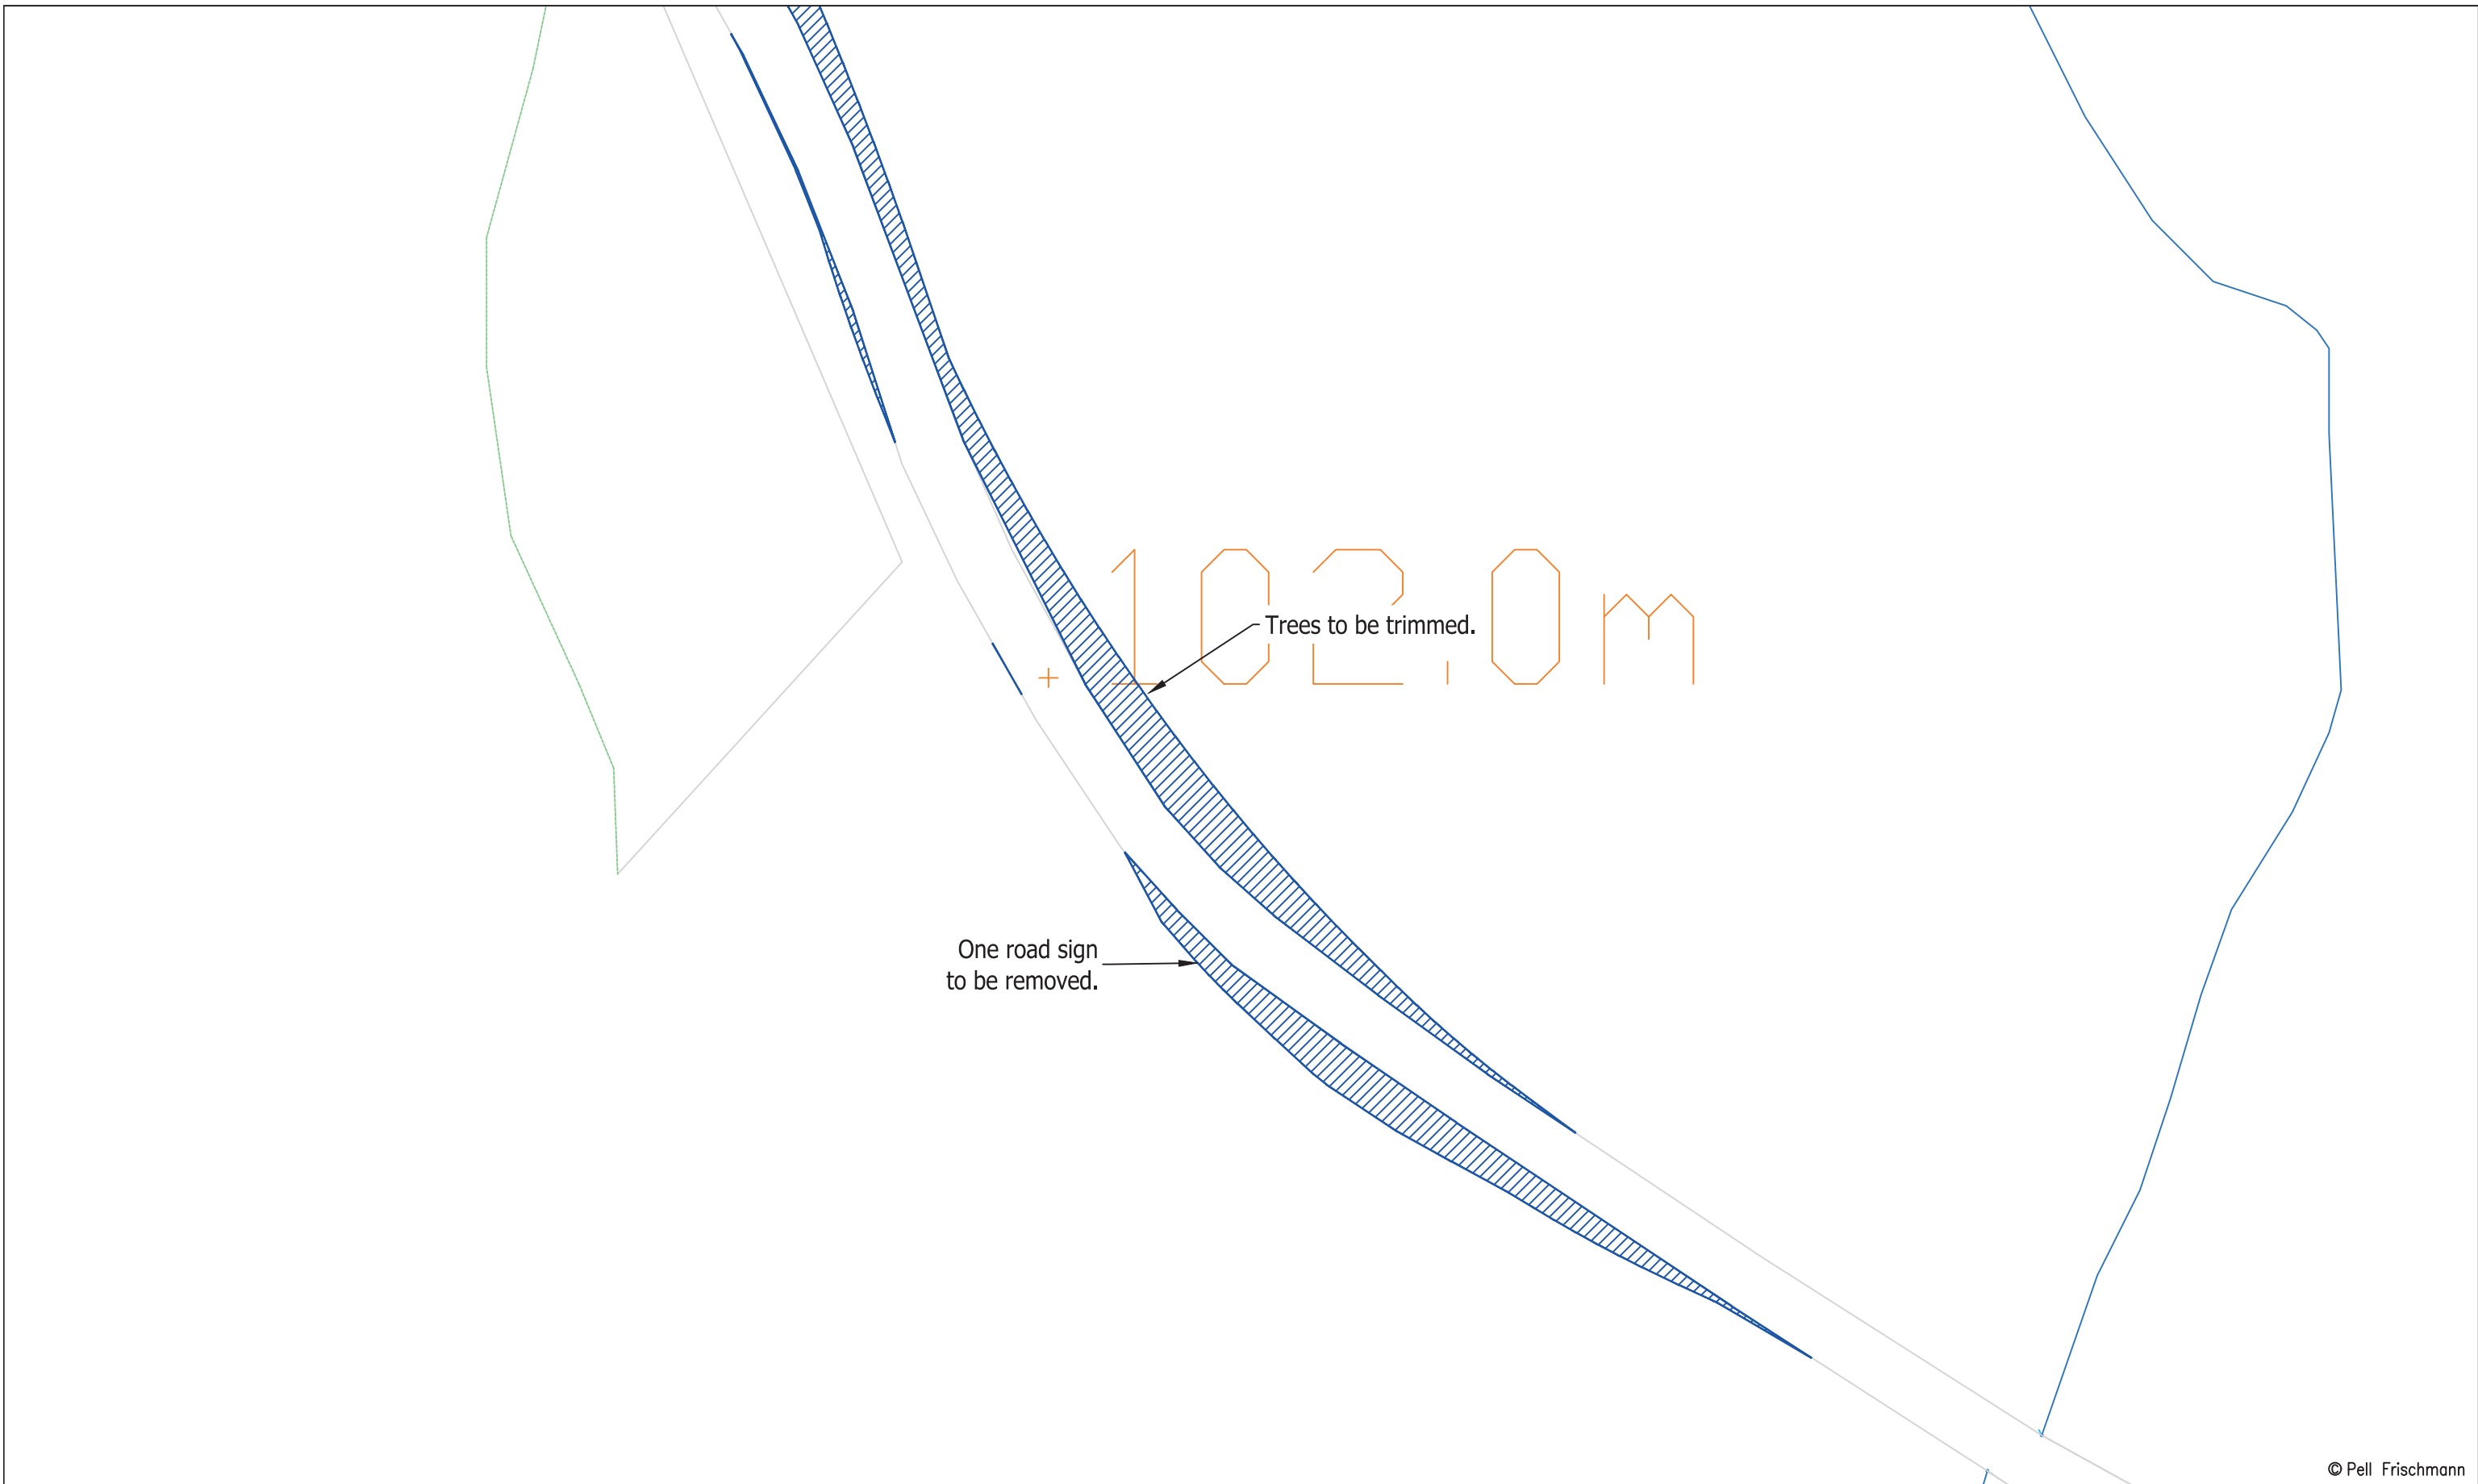 102.0m
Trees to be trimmed.
One road sign
to be removed.
© Pell Frischmann